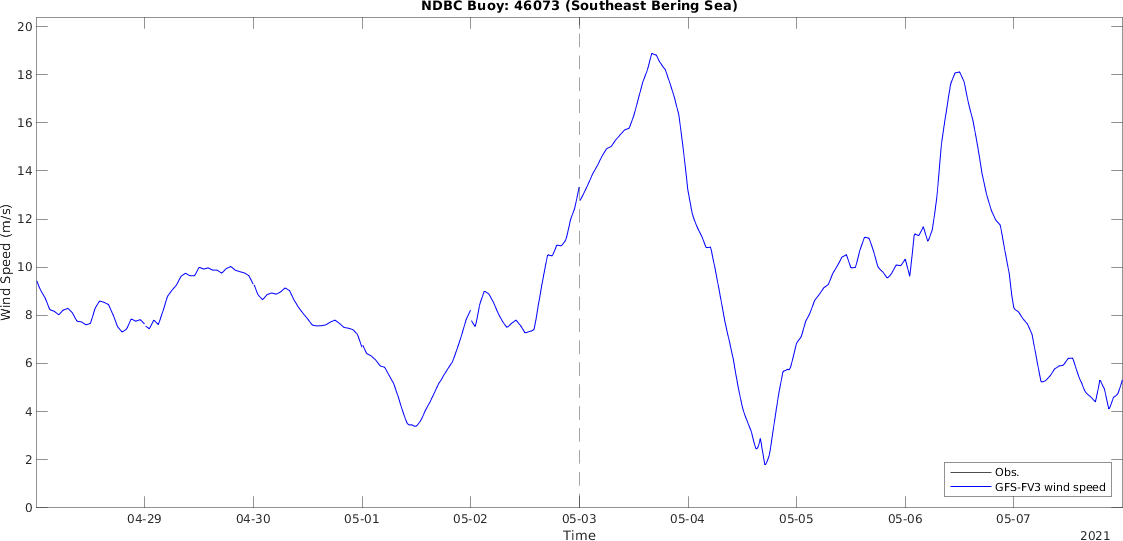 NDBC Buoy: 46073 (Southeast Bering Sea)
20
18
16
14
12
10
8
6
4
2
0
Wind Speed (m/s)
Obs.
GFS-FV3 wind speed
04-29 04-30 05-01 05-02 05-03 05-04 05-05 05-06 05-07
Time
2021